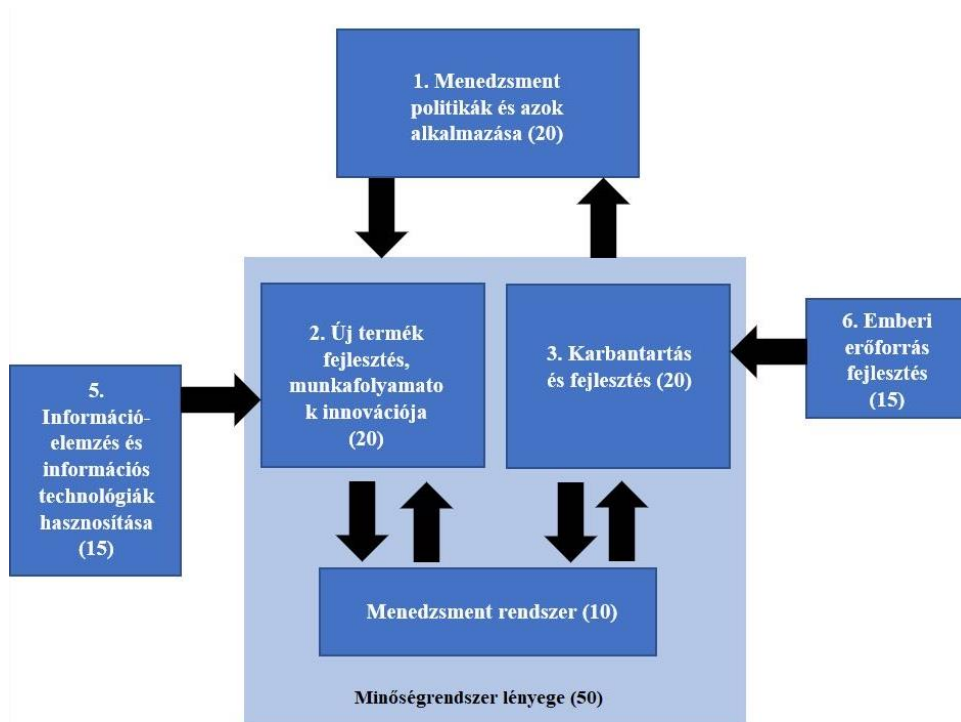 1. Menedzsment
politikák és azok
alkalmazása (20)
2. Új termék
fejlesztés,
munkafolyamato
k innovációja
(20)
3. Karbantartás
és fejlesztés (20)
6. Emberi
erőforrás
fejlesztés
(15)
5.
Információ-
elemzés és
információs
technológiák
hasznosítása
(15)
Menedzsment rendszer (10)
Minőségrendszer lényege (50)